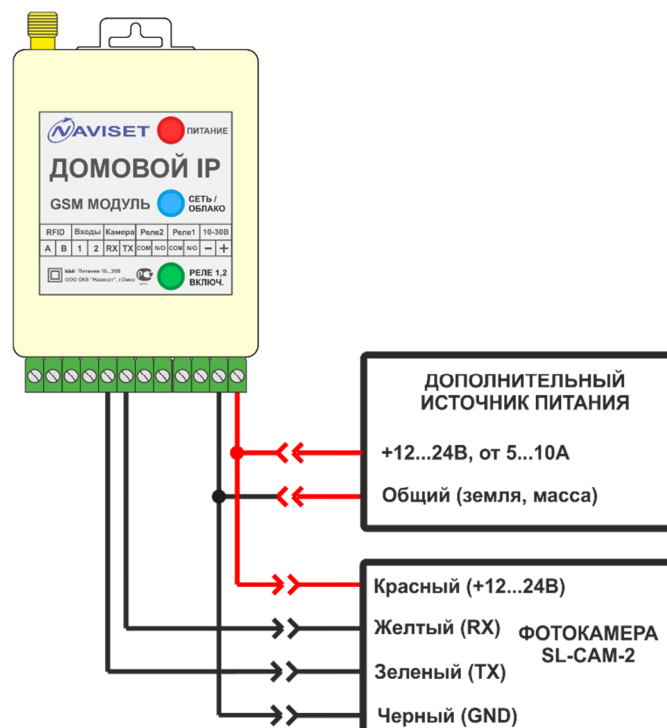 NAVISET
ПИТАНИЕ
ДОМОВОЙ IP
GSM МОДУЛЬ
СЕТЬ /
ОБЛАКО
RFID Входы Камера Реле2 Реле1 10-30В
A B 1 2 RX TX COM N/O COM N/O − +
Питание 10...30В
ООО ОКБ "Нависет", г.Омск
РЕЛЕ 1,2
ВКЛЮЧ.
ДОПОЛНИТЕЛЬНЫЙ
ИСТОЧНИК ПИТАНИЯ
+12...24В, от 5...10А
Общий (земля, масса)
Красный (+12...24В)
Желтый (RX)
ФОТОКАМЕРА
SL-CAM-2
Зеленый (TX)
Черный (GND)